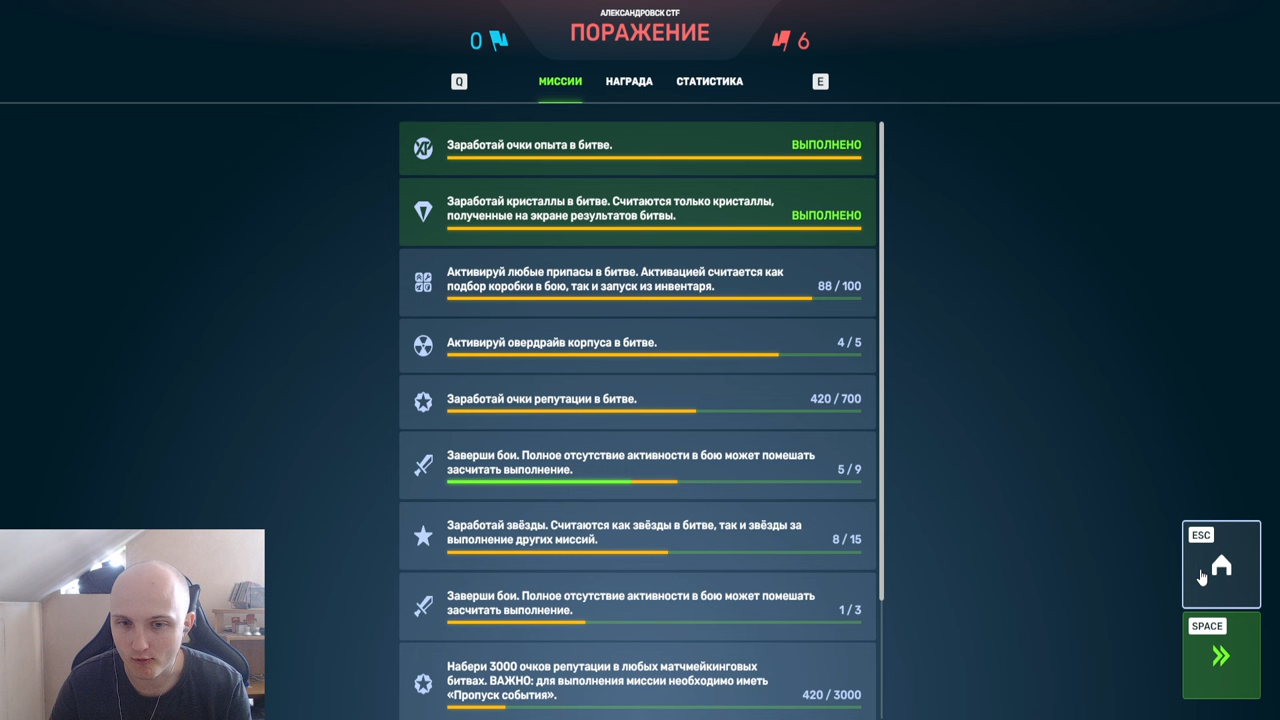 АЛЕКСАНДРОВСК CTF
0 ПОРАЖЕНИЕ 6
Q МИССИИ НАГРАДА СТАТИСТИКА E
Заработай очки опыта в битве. ВЫПОЛНЕНО
Заработай кристаллы в битве. Считаются только кристаллы,
полученные на экране результатов битвы. ВЫПОЛНЕНО
Активируй любые припасы в битве. Активацией считается как
подбор коробки в бою, так и запуск из инвентаря. 88 / 100
Активируй овердрайв корпуса в битве. 4 / 5
Заработай очки репутации в битве. 420 / 700
Заверши бои. Полное отсутствие активности в бою может помешать
засчитать выполнение. 5 / 9
Заработай звёзды. Считаются как звёзды в битве, так и звёзды за
выполнение других миссий. 8 / 15
Заверши бои. Полное отсутствие активности в бою может помешать
засчитать выполнение. 1 / 3
Набери 3000 очков репутации в любых матчмейкинговых
битвах. ВАЖНО: для выполнения миссии необходимо иметь
«Пропуск события». 420 / 3000
ESC
SPACE